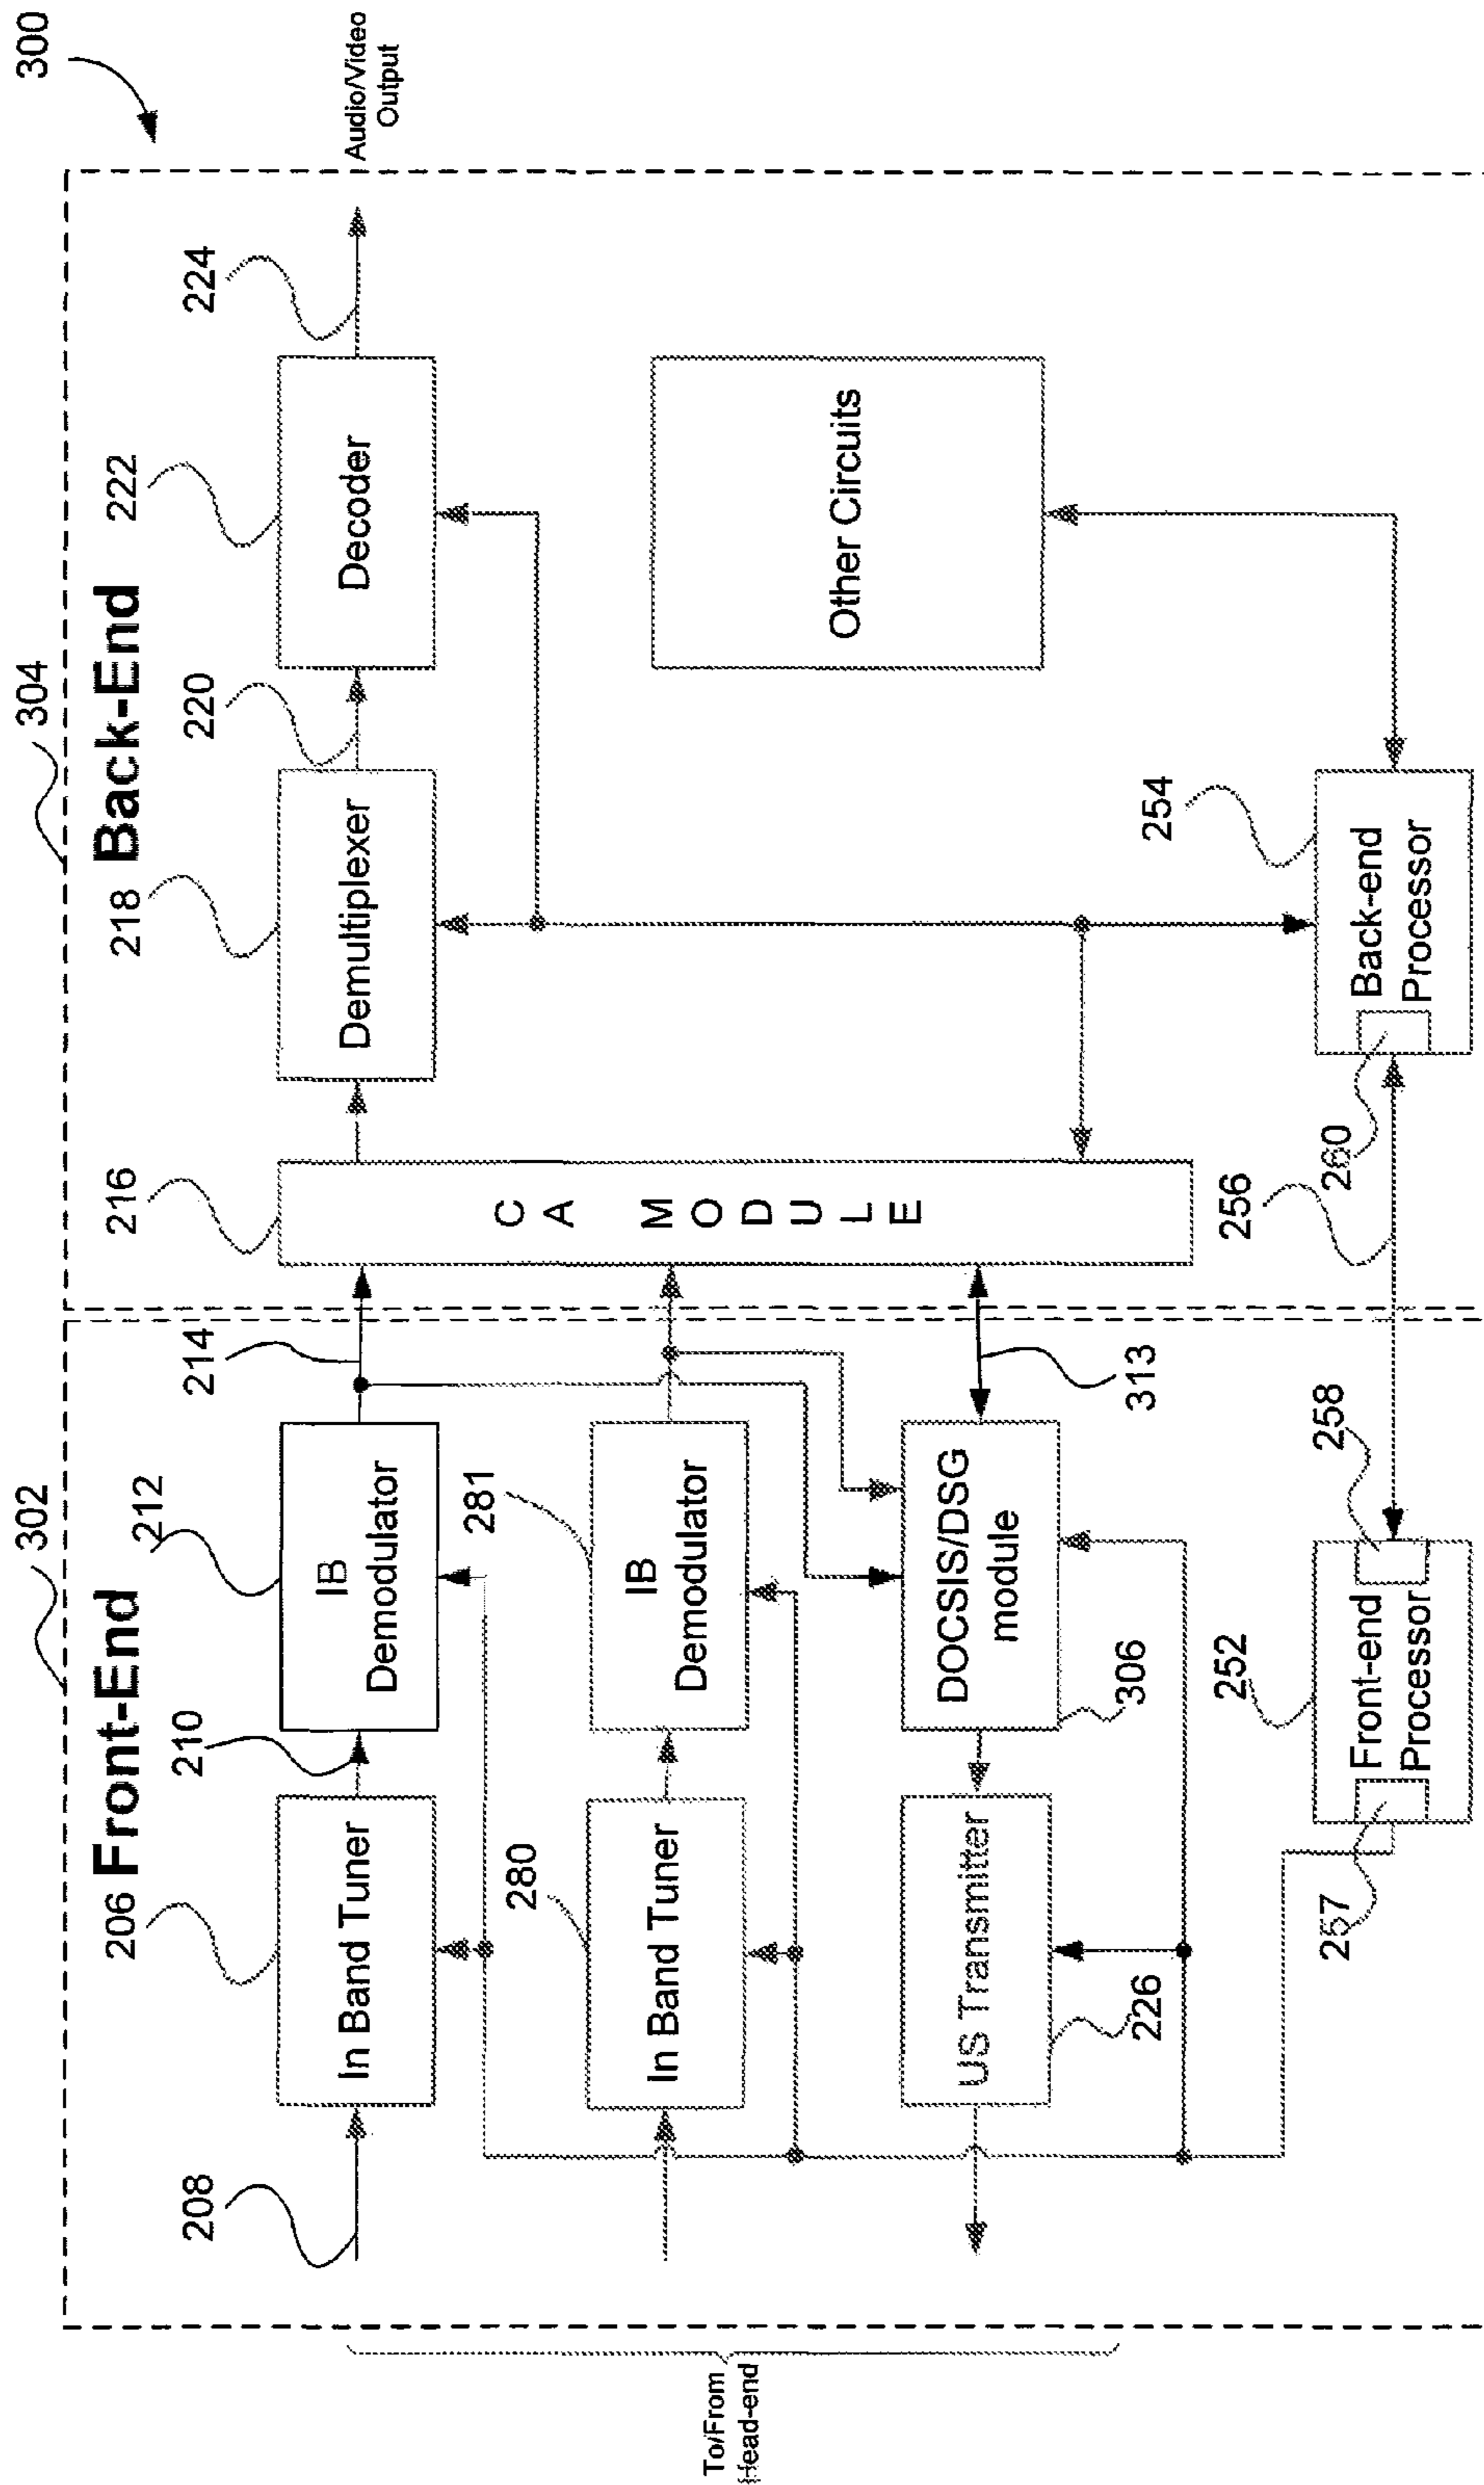 300
302
304
Front-End
Back-End
To/From
Head-end
208
206
In Band Tuner
210
212
IB
Demodulator
214
216
CA MODULE
218
Demultiplexer
220
222
Decoder
224
Audio/Video
Output
280
In Band Tuner
281
IB
Demodulator
Other Circuits
US Transmitter
226
DOCSIS/DSG
module
306
313
252
Front-end
Processor
257
258
256
260
254
Back-end
Processor